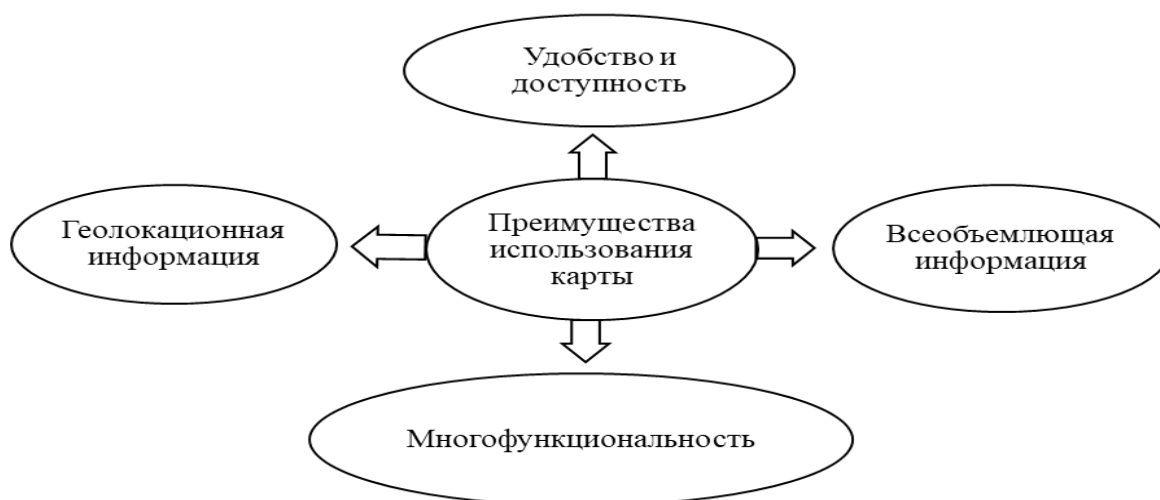 Удобство и
доступность
Геолокационная
информация
Преимущества
использования
карты
Всеобъемлющая
информация
Многофункциональность